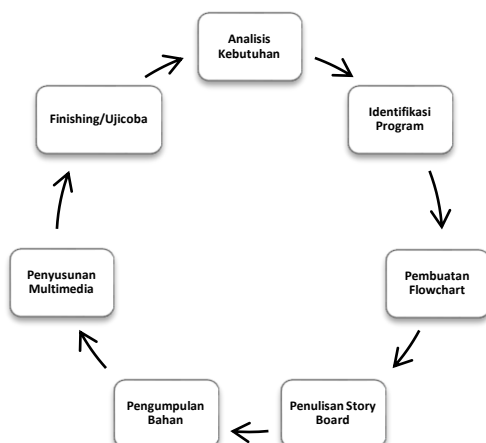 Analisis
Kebutuhan
Identifikasi
Program
Pembuatan
Flowchart
Penulisan Story
Board
Pengumpulan
Bahan
Penyusunan
Multimedia
Finishing/Ujicoba